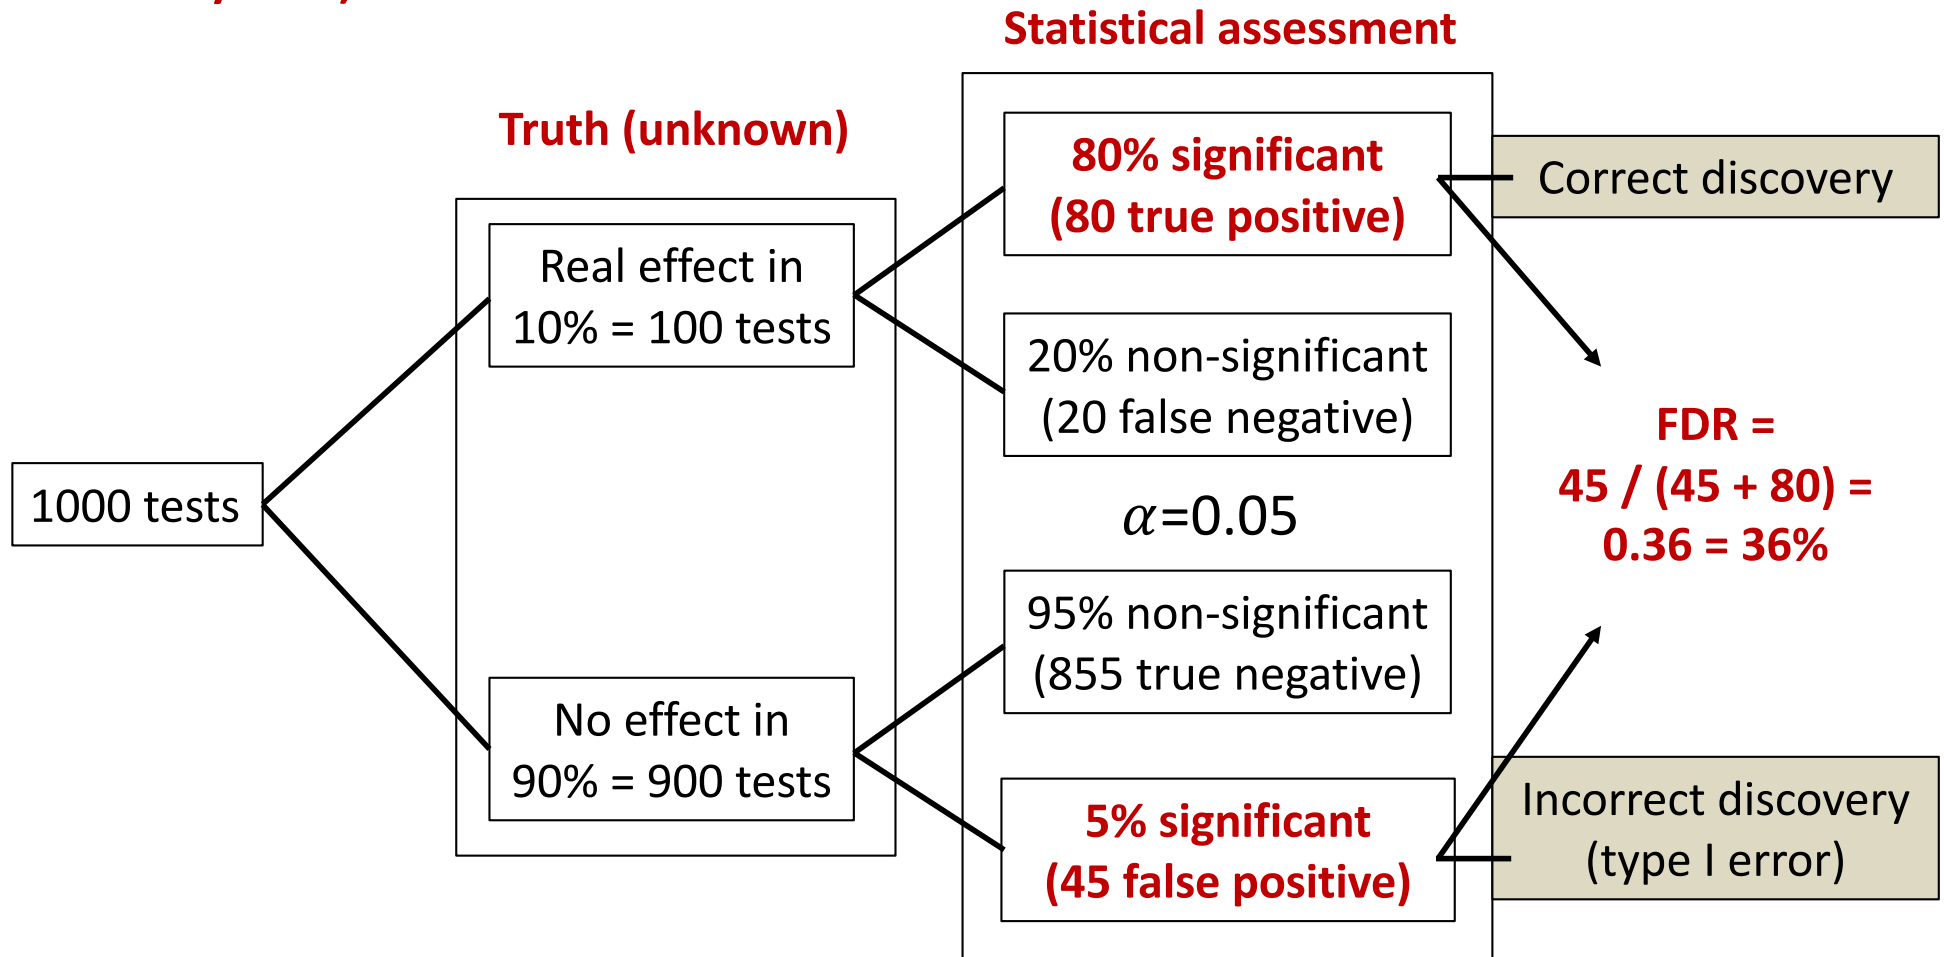 Statistical assessment
Truth (unknown)
80% significant
(80 true positive)
Correct discovery
Real effect in
10% = 100 tests
20% non-significant
(20 false negative)
FDR =
45 / (45 + 80) =
0.36 = 36%
1000 tests
𝛼=0.05
95% non-significant
(855 true negative)
No effect in
90% = 900 tests
5% significant
(45 false positive)
Incorrect discovery
(type I error)